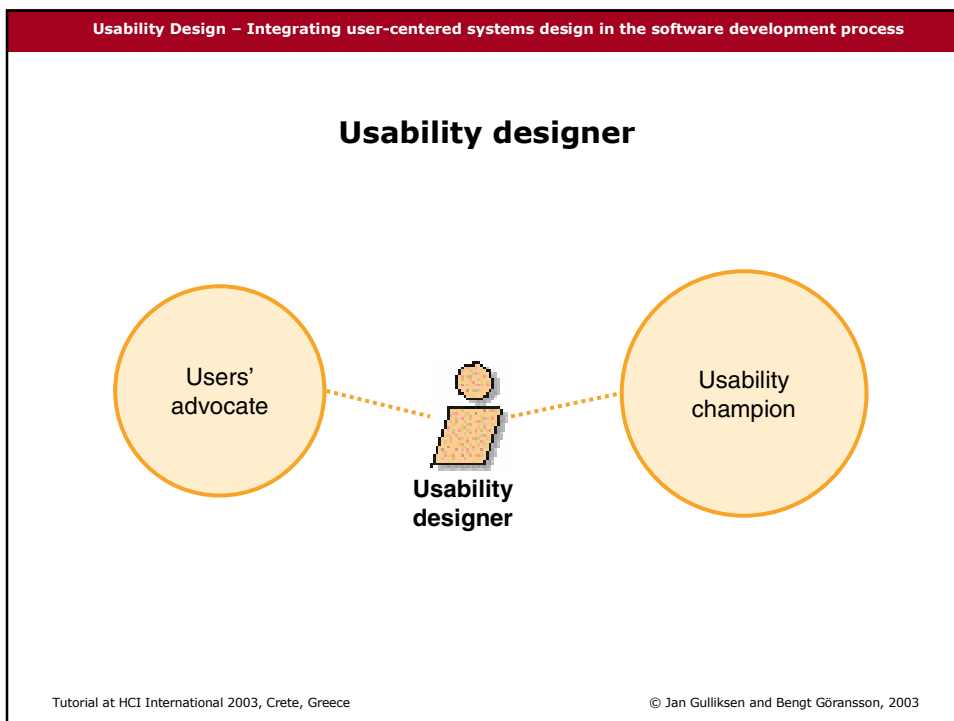 Usability Design – Integrating user-centered systems design in the software development process
Usability designer
Users’
advocate
Usability
champion
Usability
designer
Tutorial at HCI International 2003, Crete, Greece
© Jan Gulliksen and Bengt Göransson, 2003